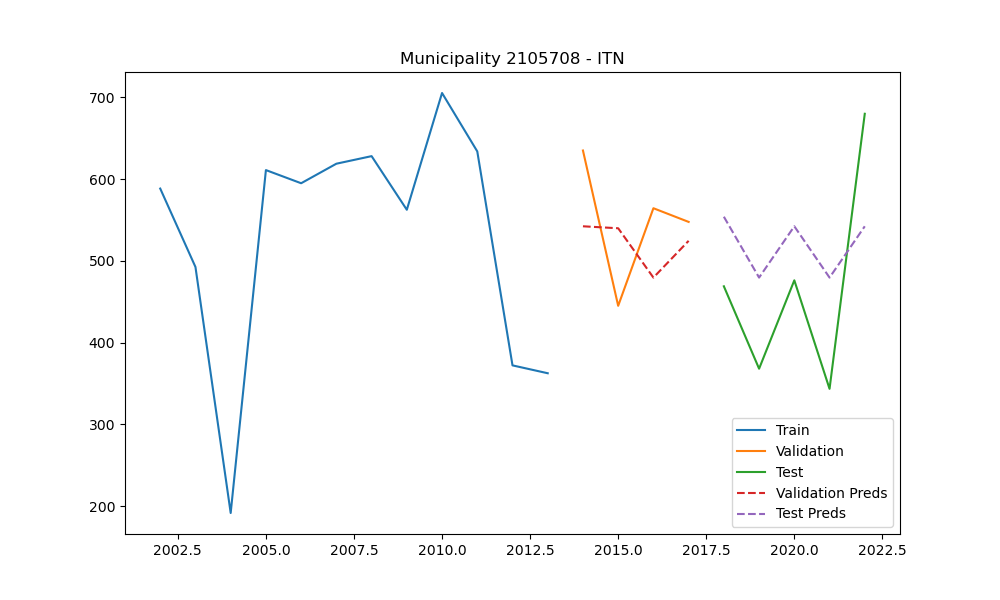 Municipality 2105708 - ITN
700
600
500
400
300
200
2002.5 2005.0 2007.5 2010.0 2012.5 2015.0 2017.5 2020.0 2022.5
Train
Validation
Test
Validation Preds
Test Preds